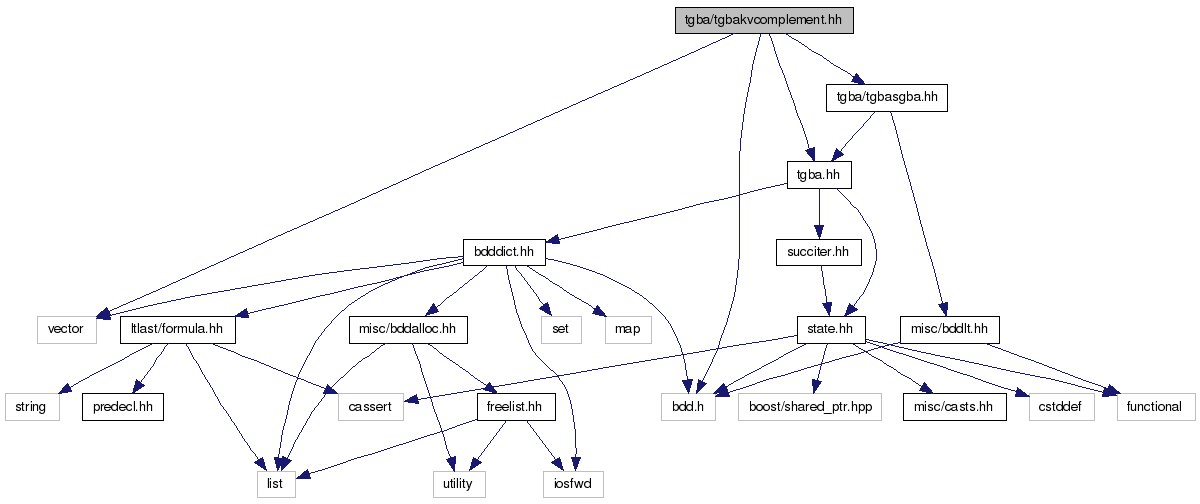 tgba/tgbakvcomplement.hh
tgba/tgbasgba.hh
tgba.hh
bdddict.hh
succiter.hh
vector
ltlast/formula.hh
misc/bddalloc.hh
set
map
state.hh
misc/bddlt.hh
string
predecl.hh
cassert
freelist.hh
bdd.h
boost/shared_ptr.hpp
misc/casts.hh
cstddef
functional
list
utility
iosfwd